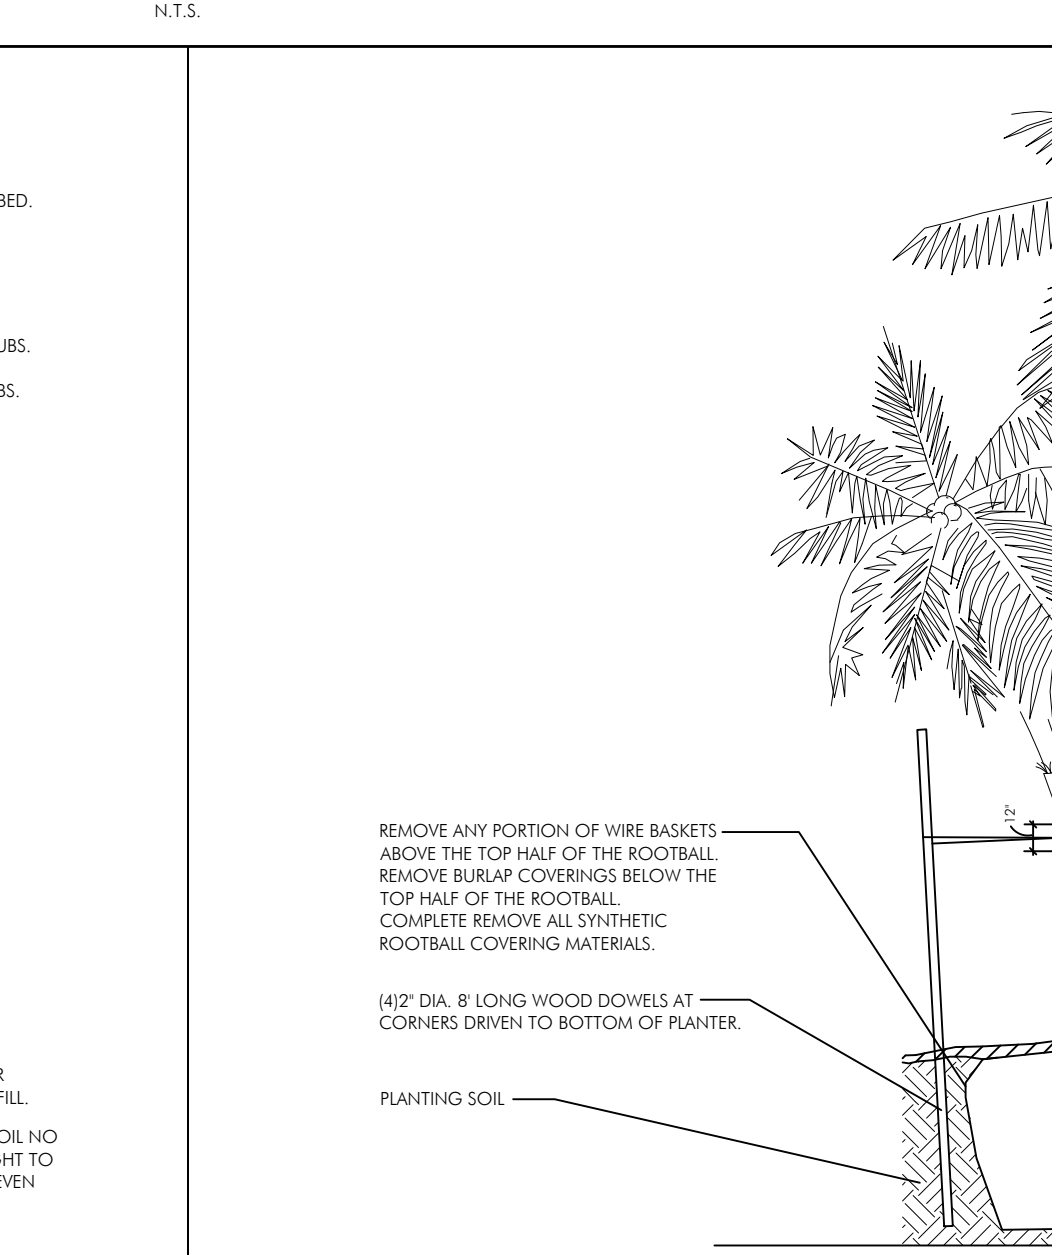 N.T.S.
BED.
UBS.
BS.
R
FILL.
OIL NO
GHT TO
EVEN
12"
REMOVE ANY PORTION OF WIRE BASKETS
ABOVE THE TOP HALF OF THE ROOTBALL.
REMOVE BURLAP COVERINGS BELOW THE
TOP HALF OF THE ROOTBALL.
COMPLETE REMOVE ALL SYNTHETIC
ROOTBALL COVERING MATERIALS.
(4)2" DIA. 8' LONG WOOD DOWELS AT
CORNERS DRIVEN TO BOTTOM OF PLANTER.
PLANTING SOIL